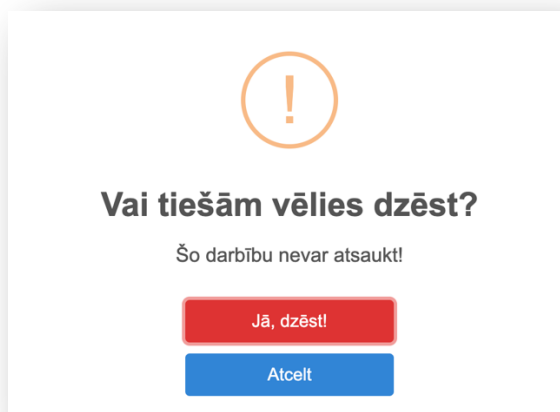 !
Vai tiešām vēlies dzēst?
Šo darbību nevar atsaukt!
Jā, dzēst!
Atcelt